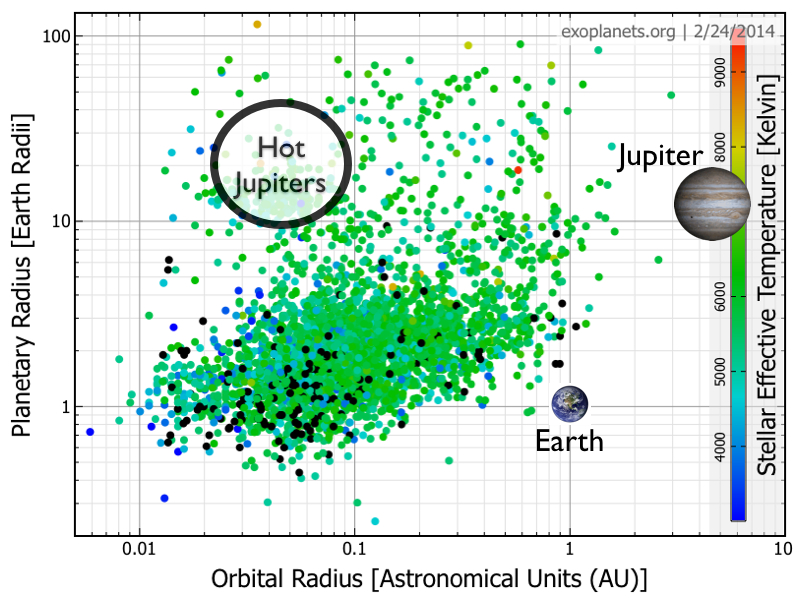 exoplanets.org | 2/24/2014
100
10
1
Planetary Radius [Earth Radii]
Hot
Jupiters
Jupiter
Earth
9000
8000
6000
5000
4000
Stellar Effective Temperature [Kelvin]
0.01
0.1
1
10
Orbital Radius [Astronomical Units (AU)]